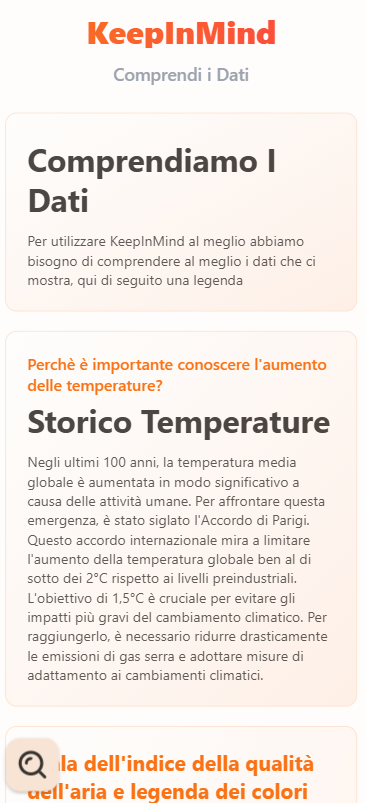 KeepInMind
Comprendi i Dati
Comprendiamo I
Dati
Per utilizzare KeepInMind al meglio abbiamo
bisogno di comprendere al meglio i dati che ci
mostra, qui di seguito una legenda
Perchè è importante conoscere l'aumento
delle temperature?
Storico Temperature
Negli ultimi 100 anni, la temperatura media
globale è aumentata in modo significativo a
causa delle attività umane. Per affrontare questa
emergenza, è stato siglato l'Accordo di Parigi.
Questo accordo internazionale mira a limitare
l'aumento della temperatura globale ben al di
sotto dei 2°C rispetto ai livelli preindustriali.
L'obiettivo di 1,5°C è cruciale per evitare gli
impatti più gravi del cambiamento climatico. Per
raggiungerlo, è necessario ridurre drasticamente
le emissioni di gas serra e adottare misure di
adattamento ai cambiamenti climatici.
dell'indice della qualità
dell'aria e legenda dei colori